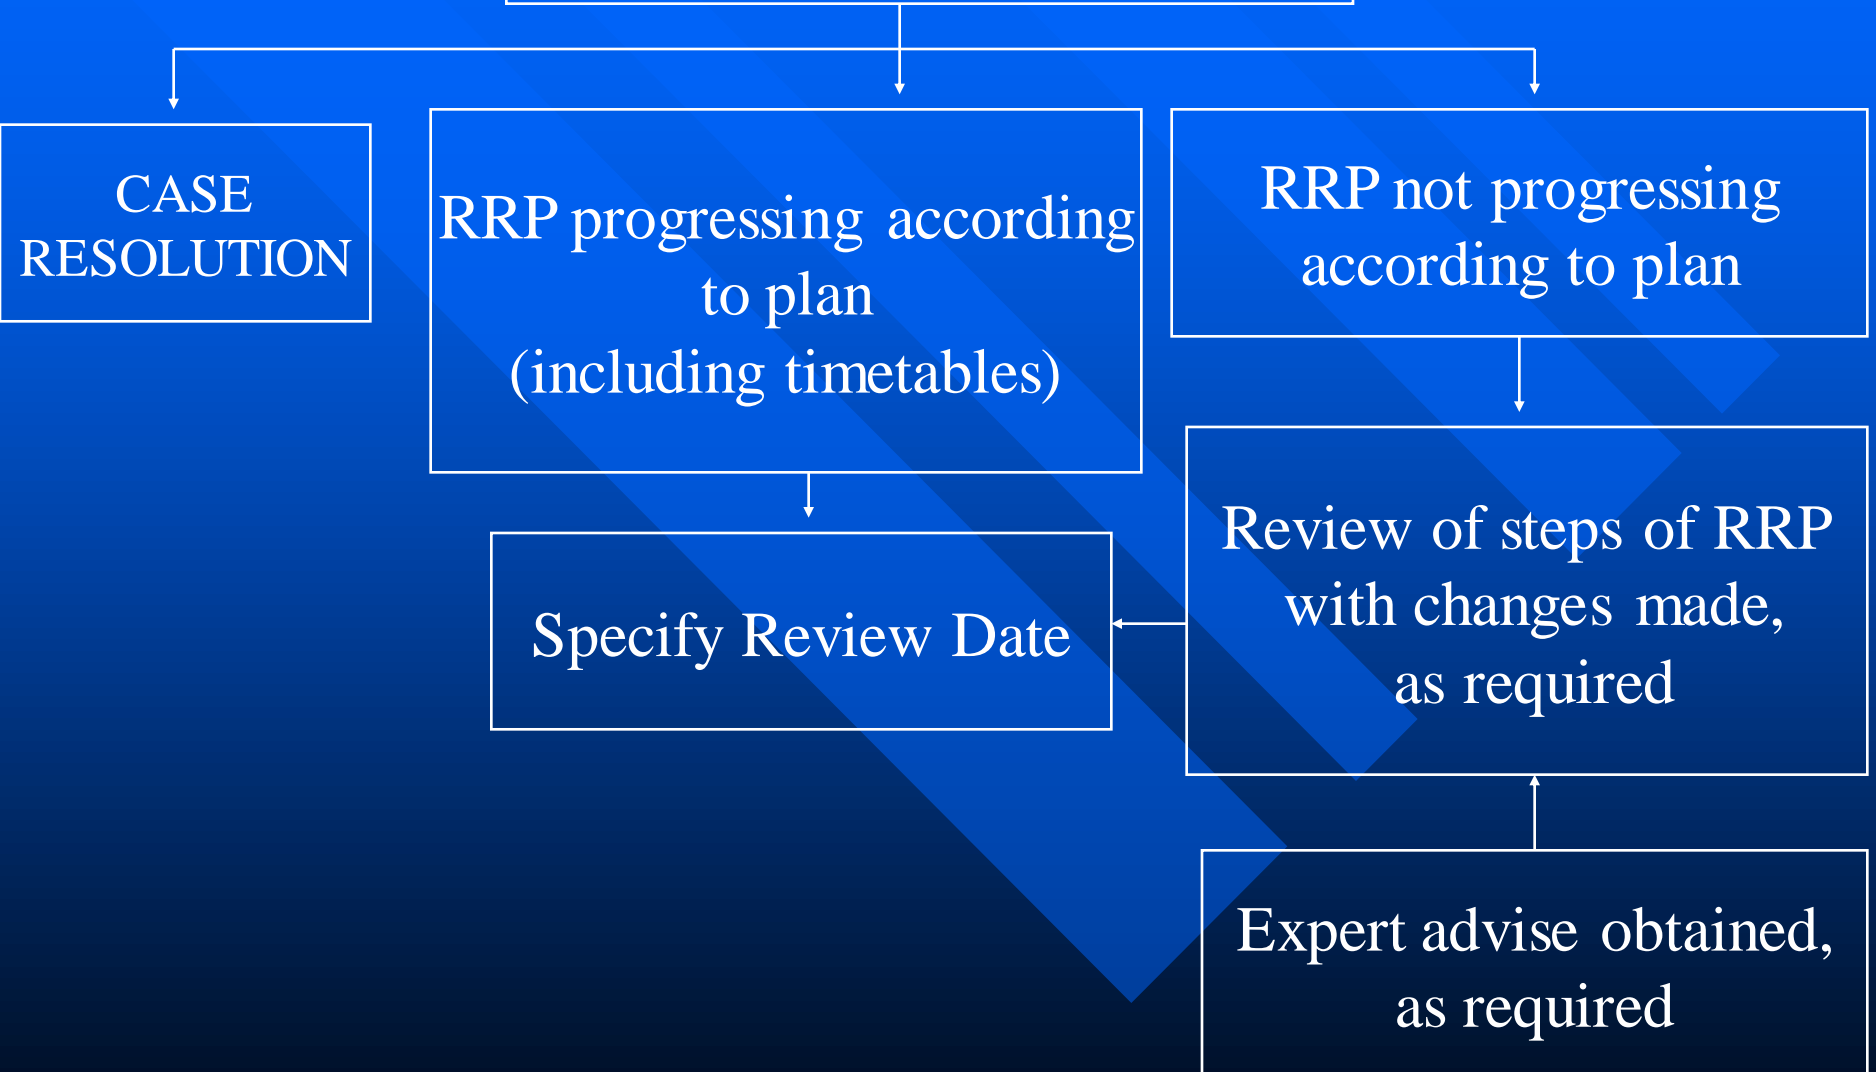 CASE
RESOLUTION
RRP progressing according
to plan
(including timetables)
RRP not progressing
according to plan
Specify Review Date
Review of steps of RRP
with changes made,
as required
Expert advise obtained,
as required